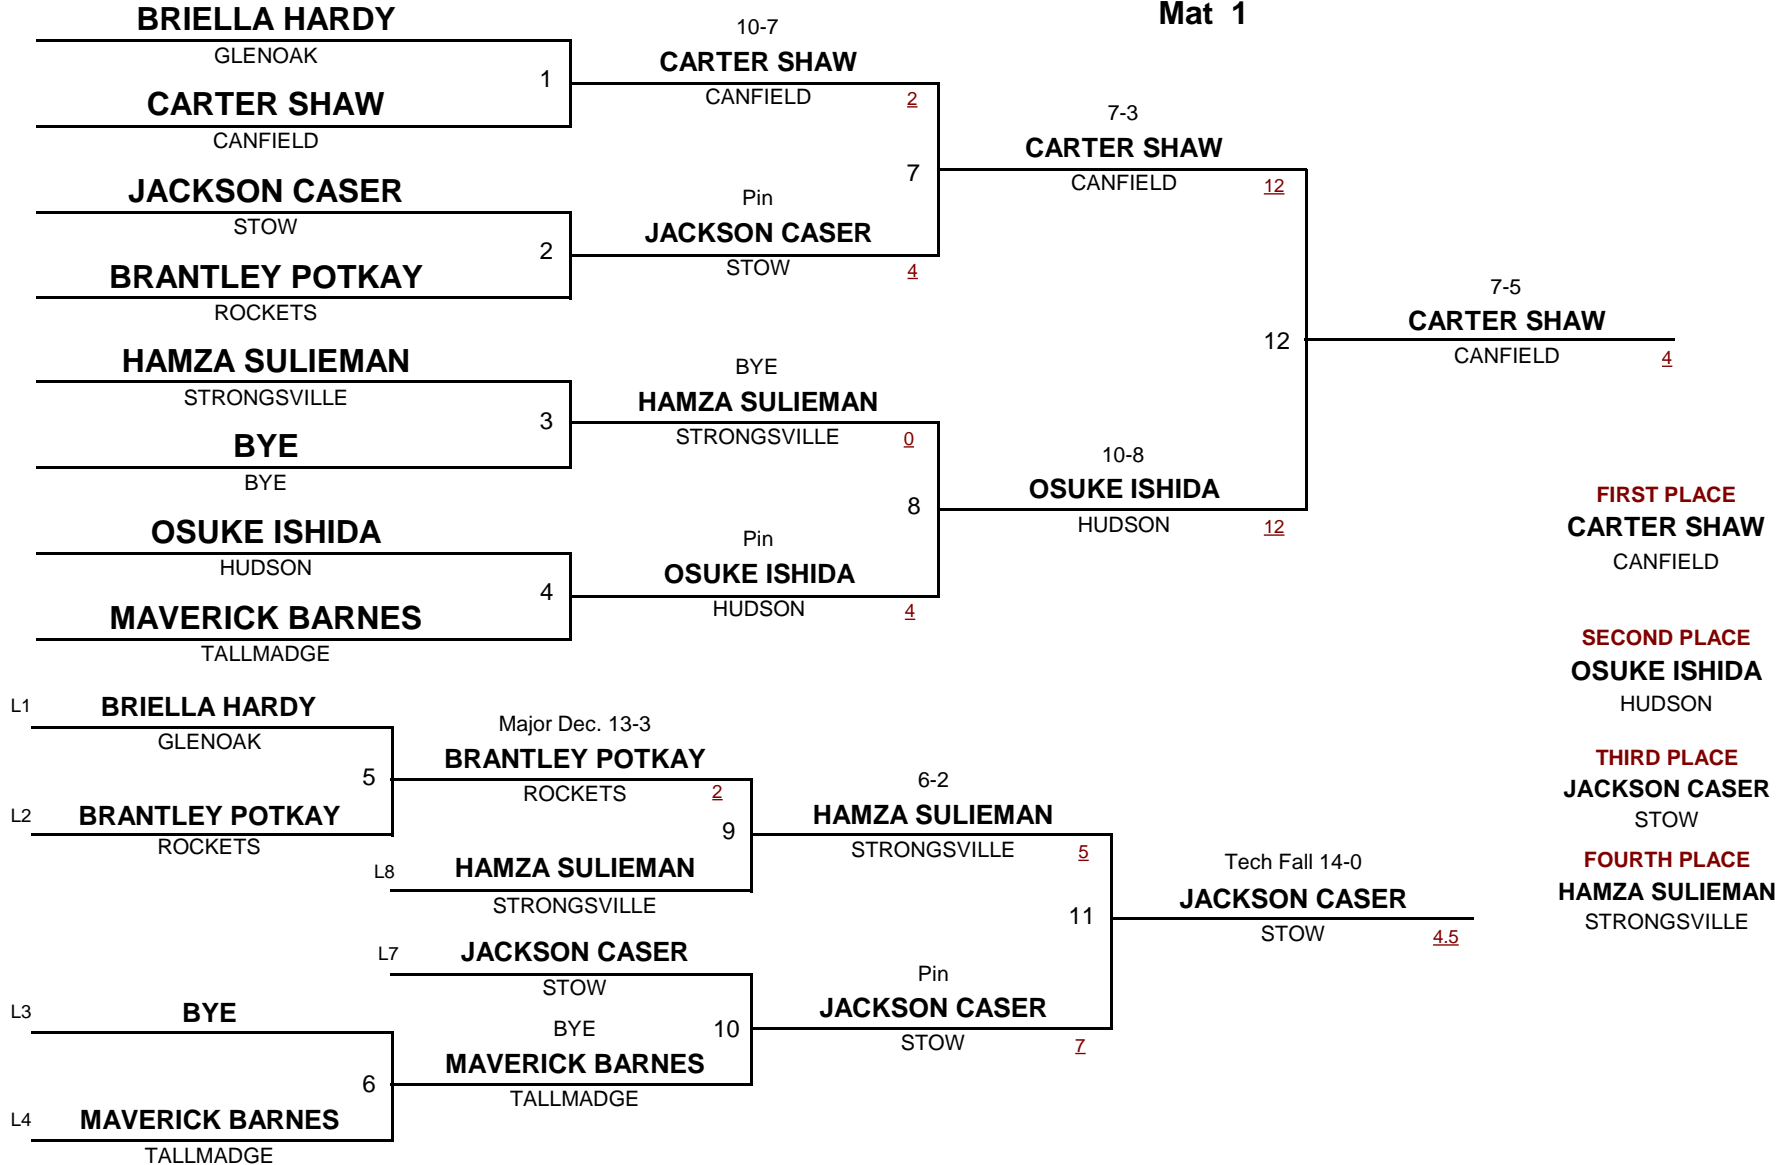 Mat 1
BRIELLA HARDY
GLENOAK
1
CARTER SHAW
CANFIELD
JACKSON CASER
STOW
2
BRANTLEY POTKAY
ROCKETS
HAMZA SULIEMAN
STRONGSVILLE
3
BYE
BYE
OSUKE ISHIDA
HUDSON
4
MAVERICK BARNES
TALLMADGE
10-7
CARTER SHAW
CANFIELD 2
7
Pin
JACKSON CASER
STOW 4
BYE
HAMZA SULIEMAN
STRONGSVILLE 0
8
Pin
OSUKE ISHIDA
HUDSON 4
7-3
CARTER SHAW
CANFIELD 12
12
10-8
OSUKE ISHIDA
HUDSON 12
7-5
CARTER SHAW
CANFIELD 4
FIRST PLACE
CARTER SHAW
CANFIELD
SECOND PLACE
OSUKE ISHIDA
HUDSON
THIRD PLACE
JACKSON CASER
STOW
FOURTH PLACE
HAMZA SULIEMAN
STRONGSVILLE
L1 BRIELLA HARDY
GLENOAK
5
L2 BRANTLEY POTKAY
ROCKETS
L3 BYE
6
L4 MAVERICK BARNES
TALLMADGE
Major Dec. 13-3
BRANTLEY POTKAY
ROCKETS 2
9
L8 HAMZA SULIEMAN
STRONGSVILLE
L7 JACKSON CASER
STOW
BYE 10
MAVERICK BARNES
TALLMADGE
6-2
HAMZA SULIEMAN
STRONGSVILLE 5
11
Pin
JACKSON CASER
STOW 7
Tech Fall 14-0
JACKSON CASER
STOW 4.5